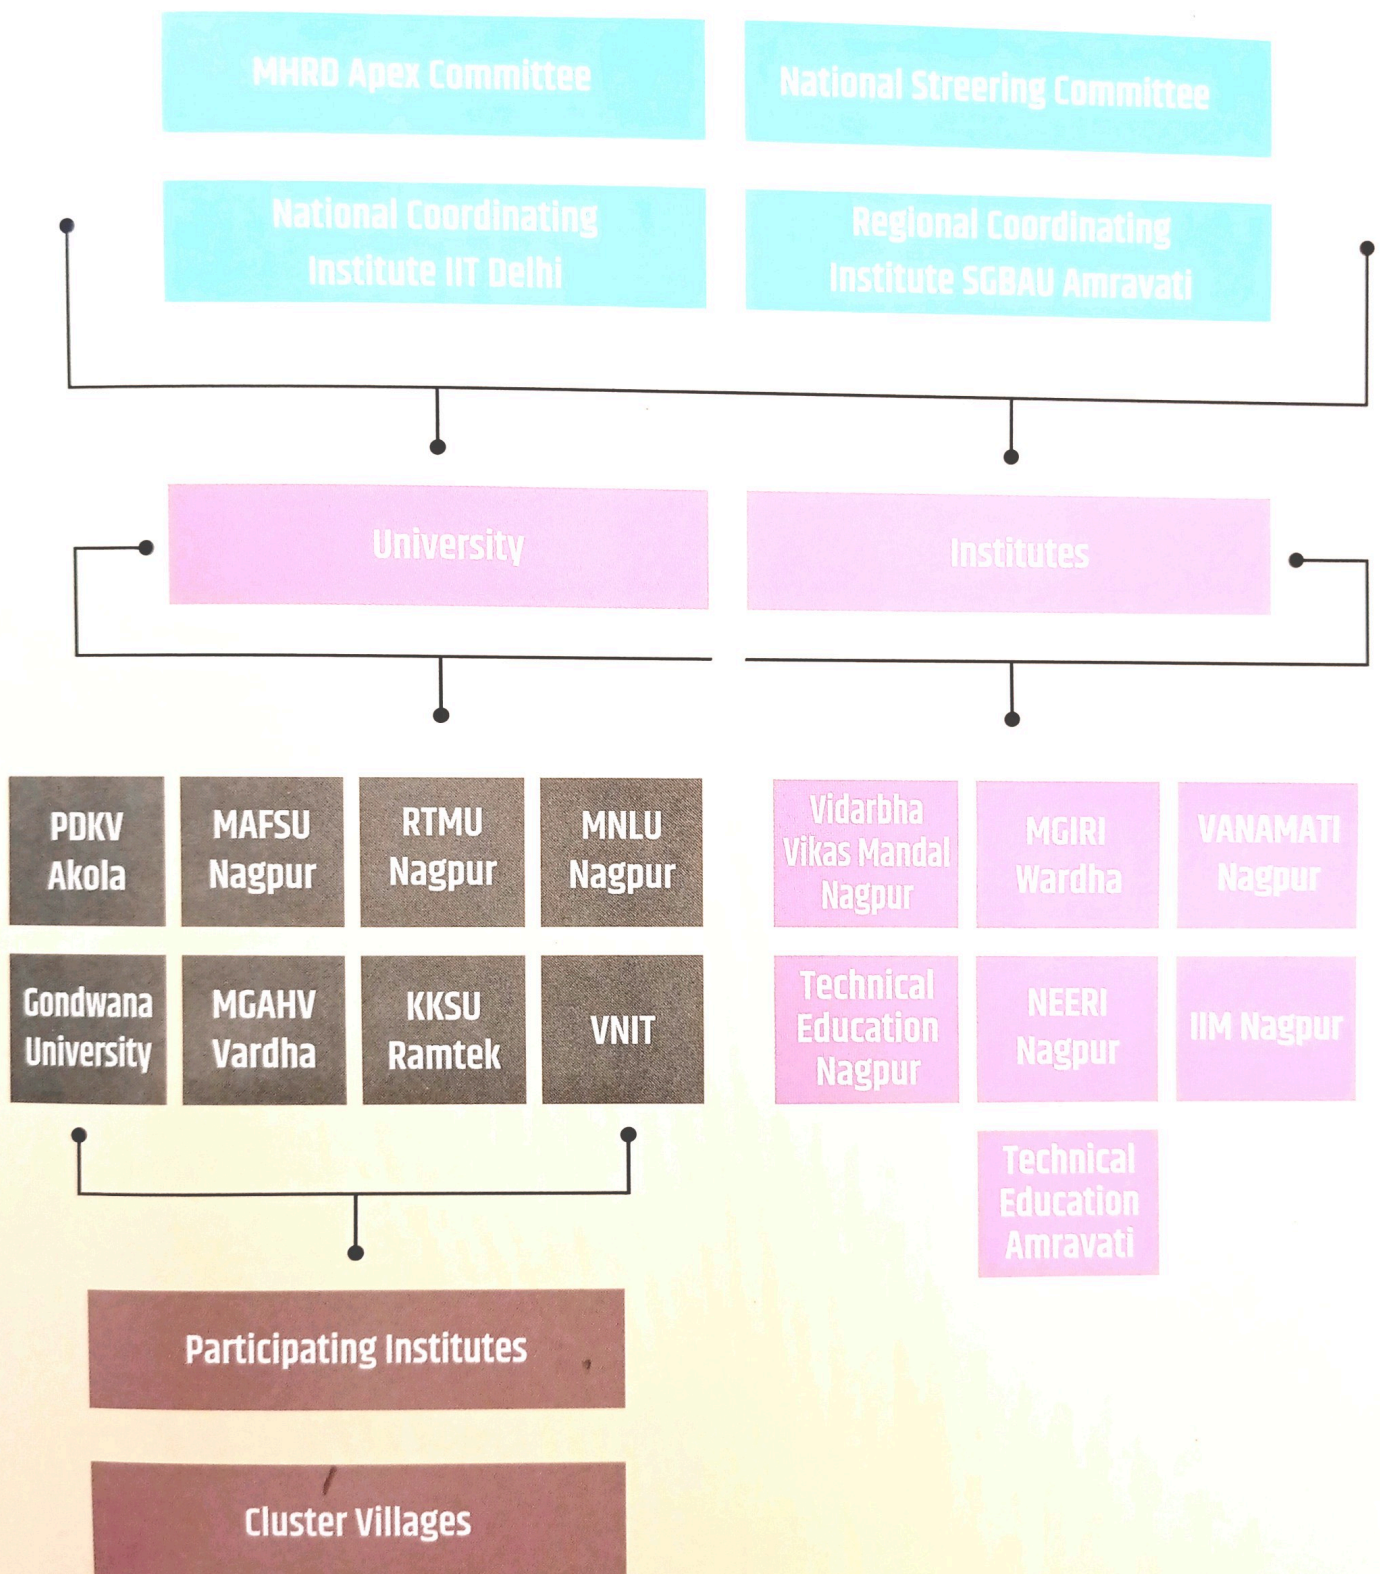 MHRD Apex Committee
National Streering Committee
National Coordinating
Institute IIT Delhi
Regional Coordinating
Institute SGBAU Amravati
University
Institutes
PDKV
Akola
MAFSU
Nagpur
RTMU
Nagpur
MNLU
Nagpur
Vidarbha
Vikas Mandal
Nagpur
MGIRI
Wardha
VANAMATI
Nagpur
Gondwana
University
MGAHV
Vardha
KKSU
Ramtek
VNIT
Technical
Education
Nagpur
NEERI
Nagpur
IIM Nagpur
Technical
Education
Amravati
Participating Institutes
Cluster Villages